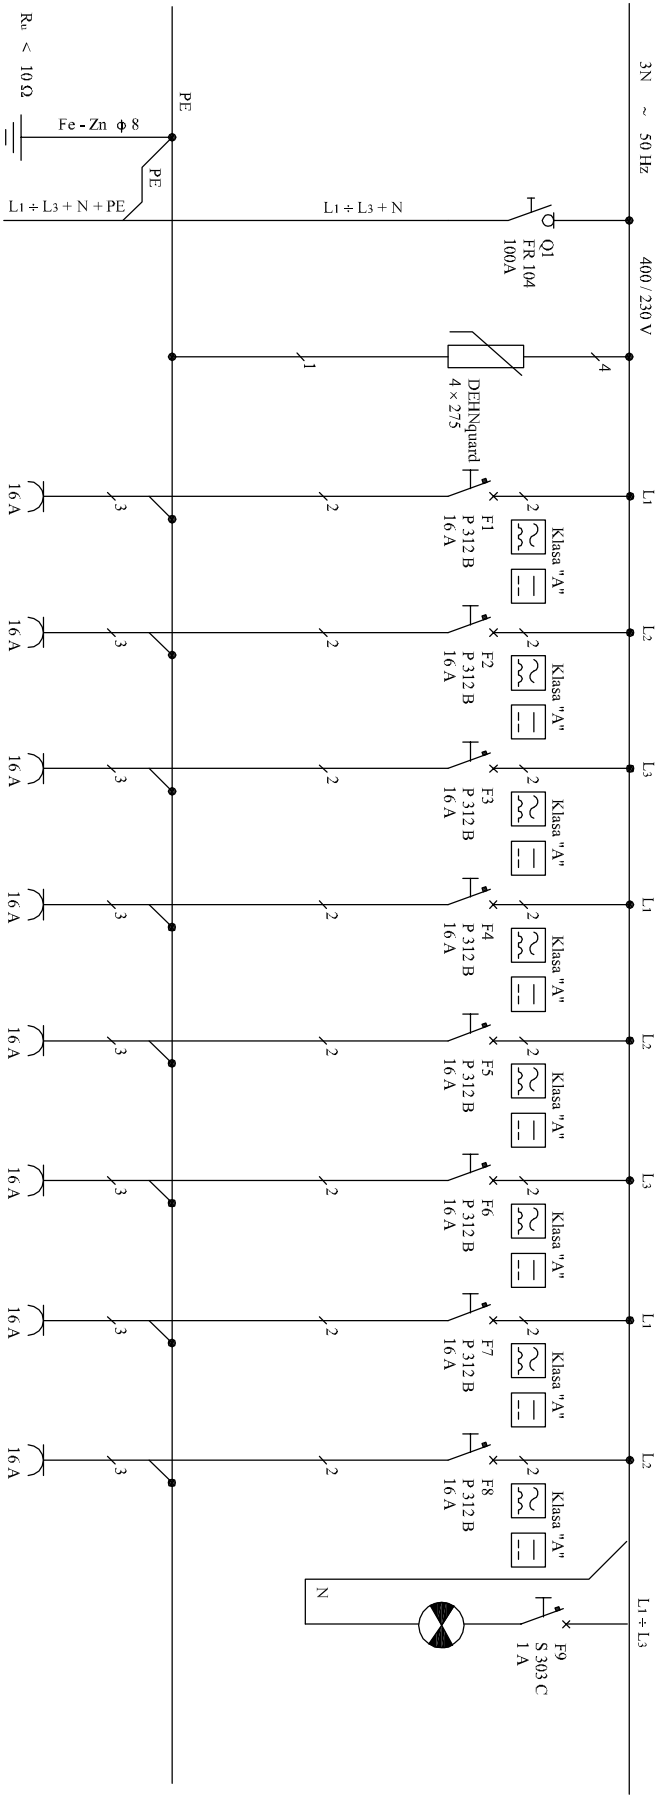 3N ~ 50 Hz 400 / 230 V
L1
L2
L3
L1
L2
L3
L1
L2
L1 ÷ L3
Q1
FR 104
100A
4
DEHNquard
4 × 275
1
2
Klasa "A"
F1
P 312 B
16 A
2
Klasa "A"
F2
P 312 B
16 A
2
Klasa "A"
F3
P 312 B
16 A
2
Klasa "A"
F4
P 312 B
16 A
2
Klasa "A"
F5
P 312 B
16 A
2
Klasa "A"
F6
P 312 B
16 A
2
Klasa "A"
F7
P 312 B
16 A
2
Klasa "A"
F8
P 312 B
16 A
F9
S 303 C
1 A
N
L1 ÷ L3 + N
2
2
2
2
2
2
2
2
PE
PE
Fe - Zn ϕ 8
L1 ÷ L3 + N + PE
3
3
3
3
3
3
3
3
Ru < 10 Ω
16 A
16 A
16 A
16 A
16 A
16 A
16 A
16 A